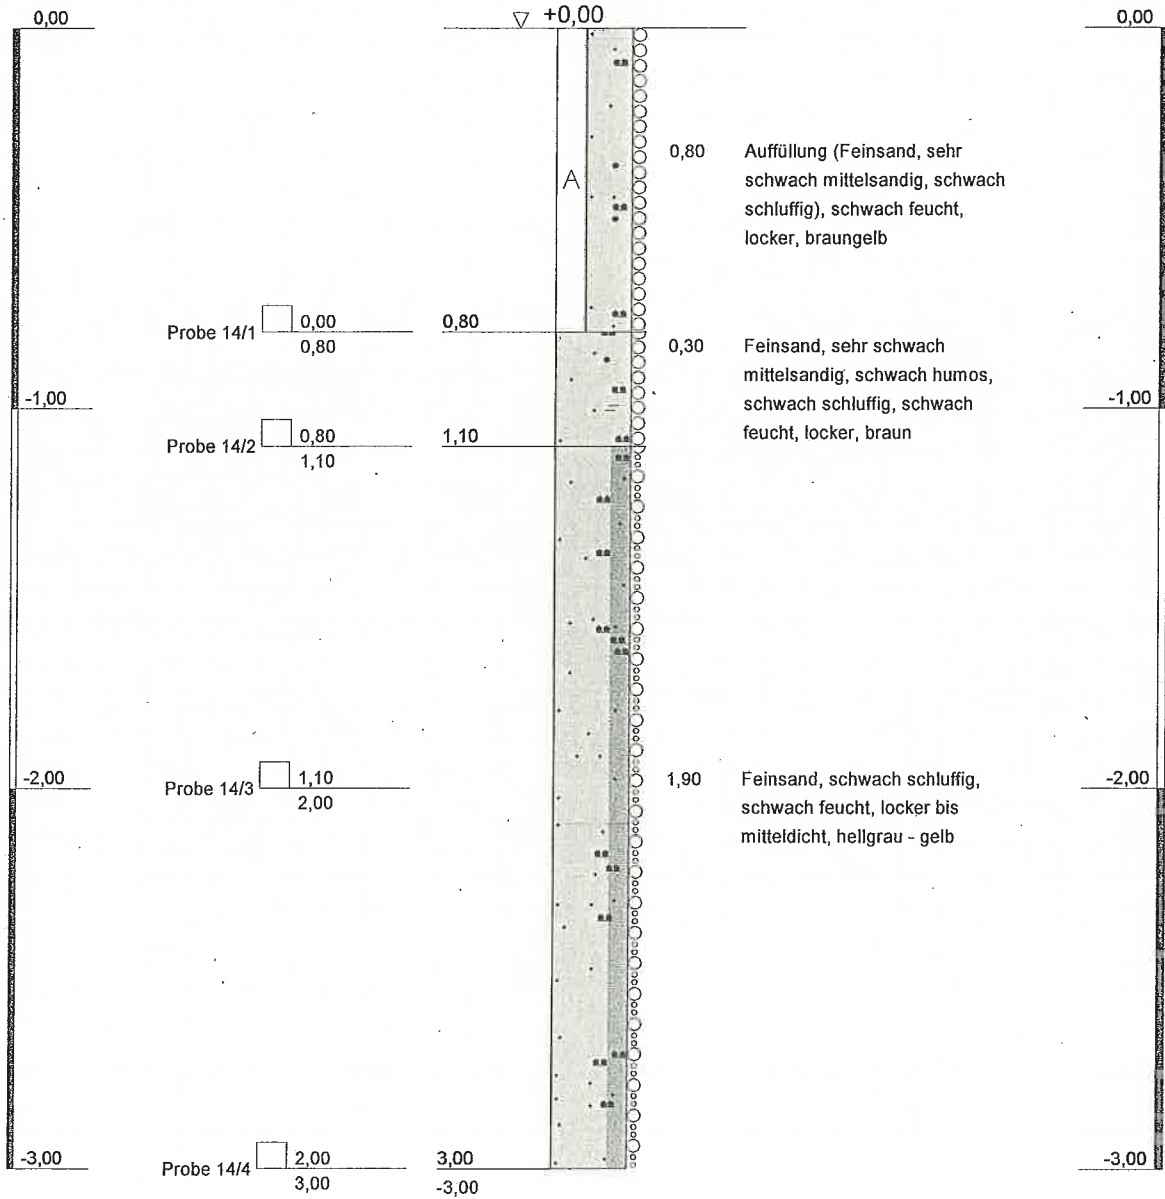 0,00
+0,00
0,00
A
0,80
Auffüllung (Feinsand, sehr
schwach mittelsandig, schwach
schluffig), schwach feucht,
locker, braungelb
Probe 14/1
0,00
0,80
0,80
0,30
Feinsand, sehr schwach
mittelsandig, schwach humos,
schwach schluffig, schwach
feucht, locker, braun
-1,00
-1,00
Probe 14/2
0,80
1,10
1,10
-2,00
Probe 14/3
1,10
2,00
1,90
Feinsand, schwach schluffig,
schwach feucht, locker bis
mitteldicht, hellgrau - gelb
-2,00
-3,00
Probe 14/4
2,00
3,00
3,00
-3,00
-3,00